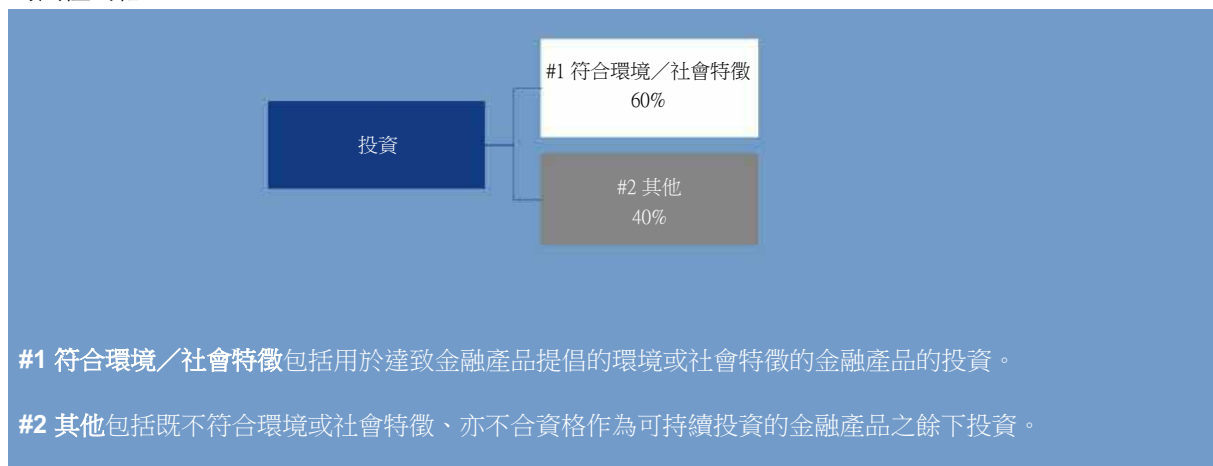 #1 符合環境／社會特徵
60%
投資
#2 其他
40%
#1 符合環境／社會特徵包括用於達致金融產品提倡的環境或社會特徵的金融產品的投資。
#2 其他包括既不符合環境或社會特徵、亦不合資格作為可持續投資的金融產品之餘下投資。